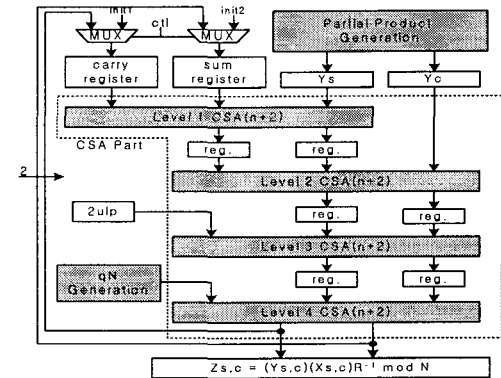 init1
ctl
init2
MUX
MUX
Partial Product
Generation
carry
register
sum
register
Ys
Yc
Level 1 CSA(n+2)
CSA Part
reg.
reg.
2
Level 2 CSA(n+2)
reg.
reg.
2ulp
Level 3 CSA(n+2)
reg.
reg.
qN
Generation
Level 4 CSA(n+2)
Zs,c = (Ys,c)(Xs,c)R⁻¹ mod N